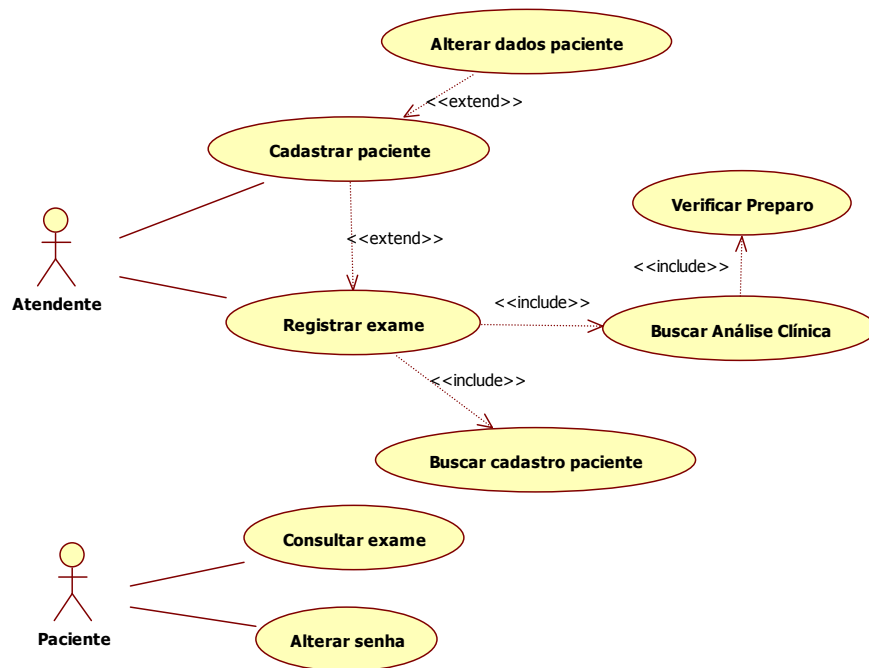 Alterar dados paciente
<<extend>>
Cadastrar paciente
Verificar Preparo
<<extend>>
<<include>>
Atendente
<<include>>
Registrar exame
Buscar Análise Clínica
<<include>>
Buscar cadastro paciente
Consultar exame
Paciente
Alterar senha